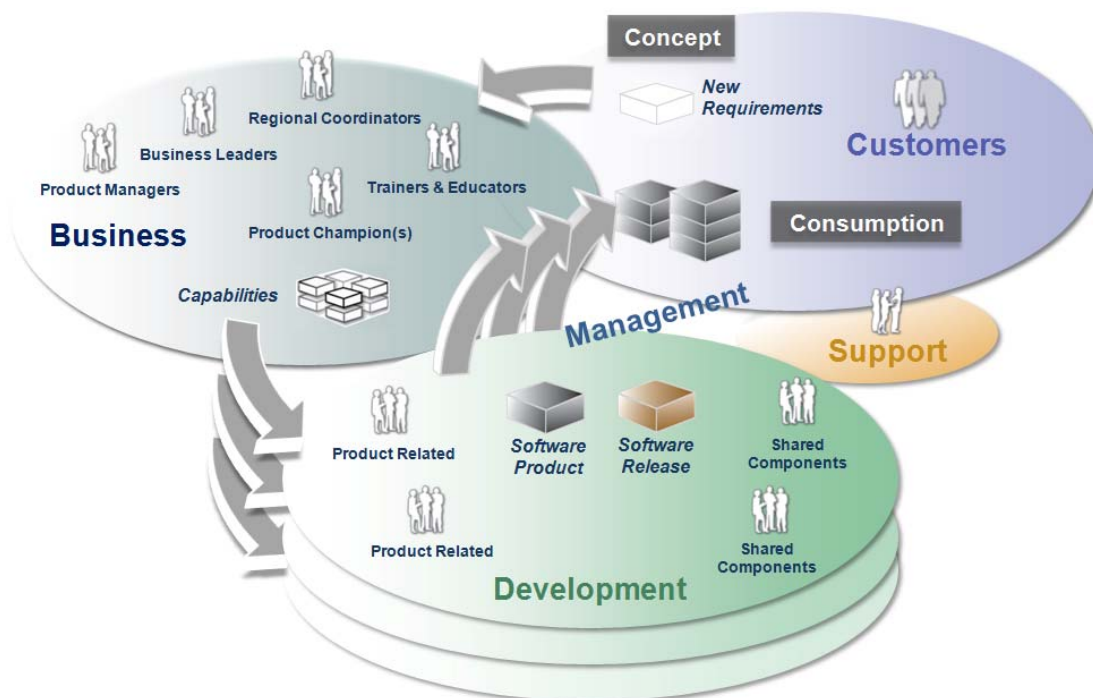 Concept
New
Requirements
Customers
Consumption
Regional Coordinators
Business Leaders
Trainers & Educators
Product Managers
Business
Product Champion(s)
Capabilities
Management
Support
Product Related
Software
Product
Software
Release
Shared
Components
Product Related
Shared
Components
Development